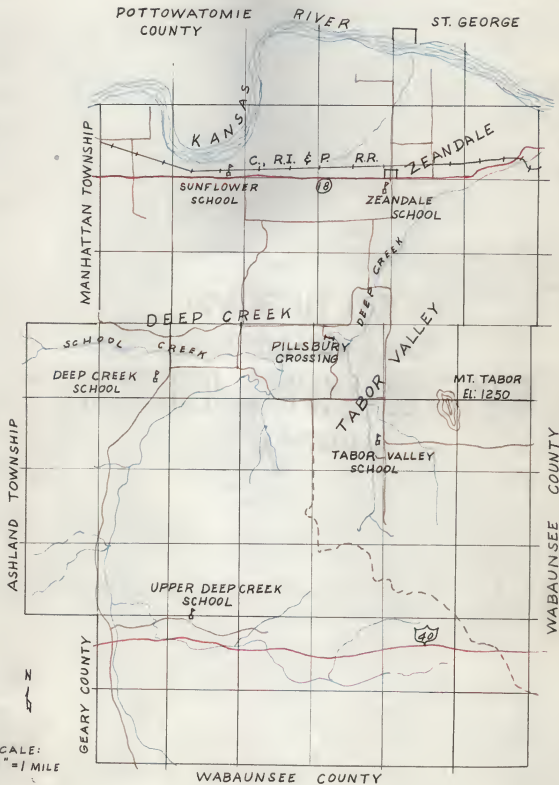 POTTOWATOMIE
COUNTY
RIVER
ST. GEORGE
KANSAS
MANHATTAN TOWNSHIP
C., R.I. & P. R.R.
ZEANDALE
SUNFLOWER
SCHOOL
18
ZEANDALE
SCHOOL
DEEP CREEK
DEEP CREEK
SCHOOL CREEK
PILLSBURY
CROSSING
TABOR VALLEY
DEEP CREEK
SCHOOL
MT. TABOR
EL: 1250
ASHLAND TOWNSHIP
TABOR VALLEY
SCHOOL
WABAUNSEE COUNTY
UPPER DEEP CREEK
SCHOOL
40
GEARY COUNTY
N
CALE:
" = 1 MILE
WABAUNSEE COUNTY